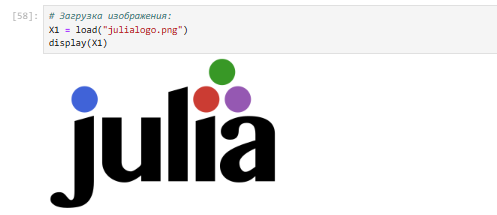 [58]: # Загрузка изображения:
X1 = load("julialogo.png")
display(X1)
julia